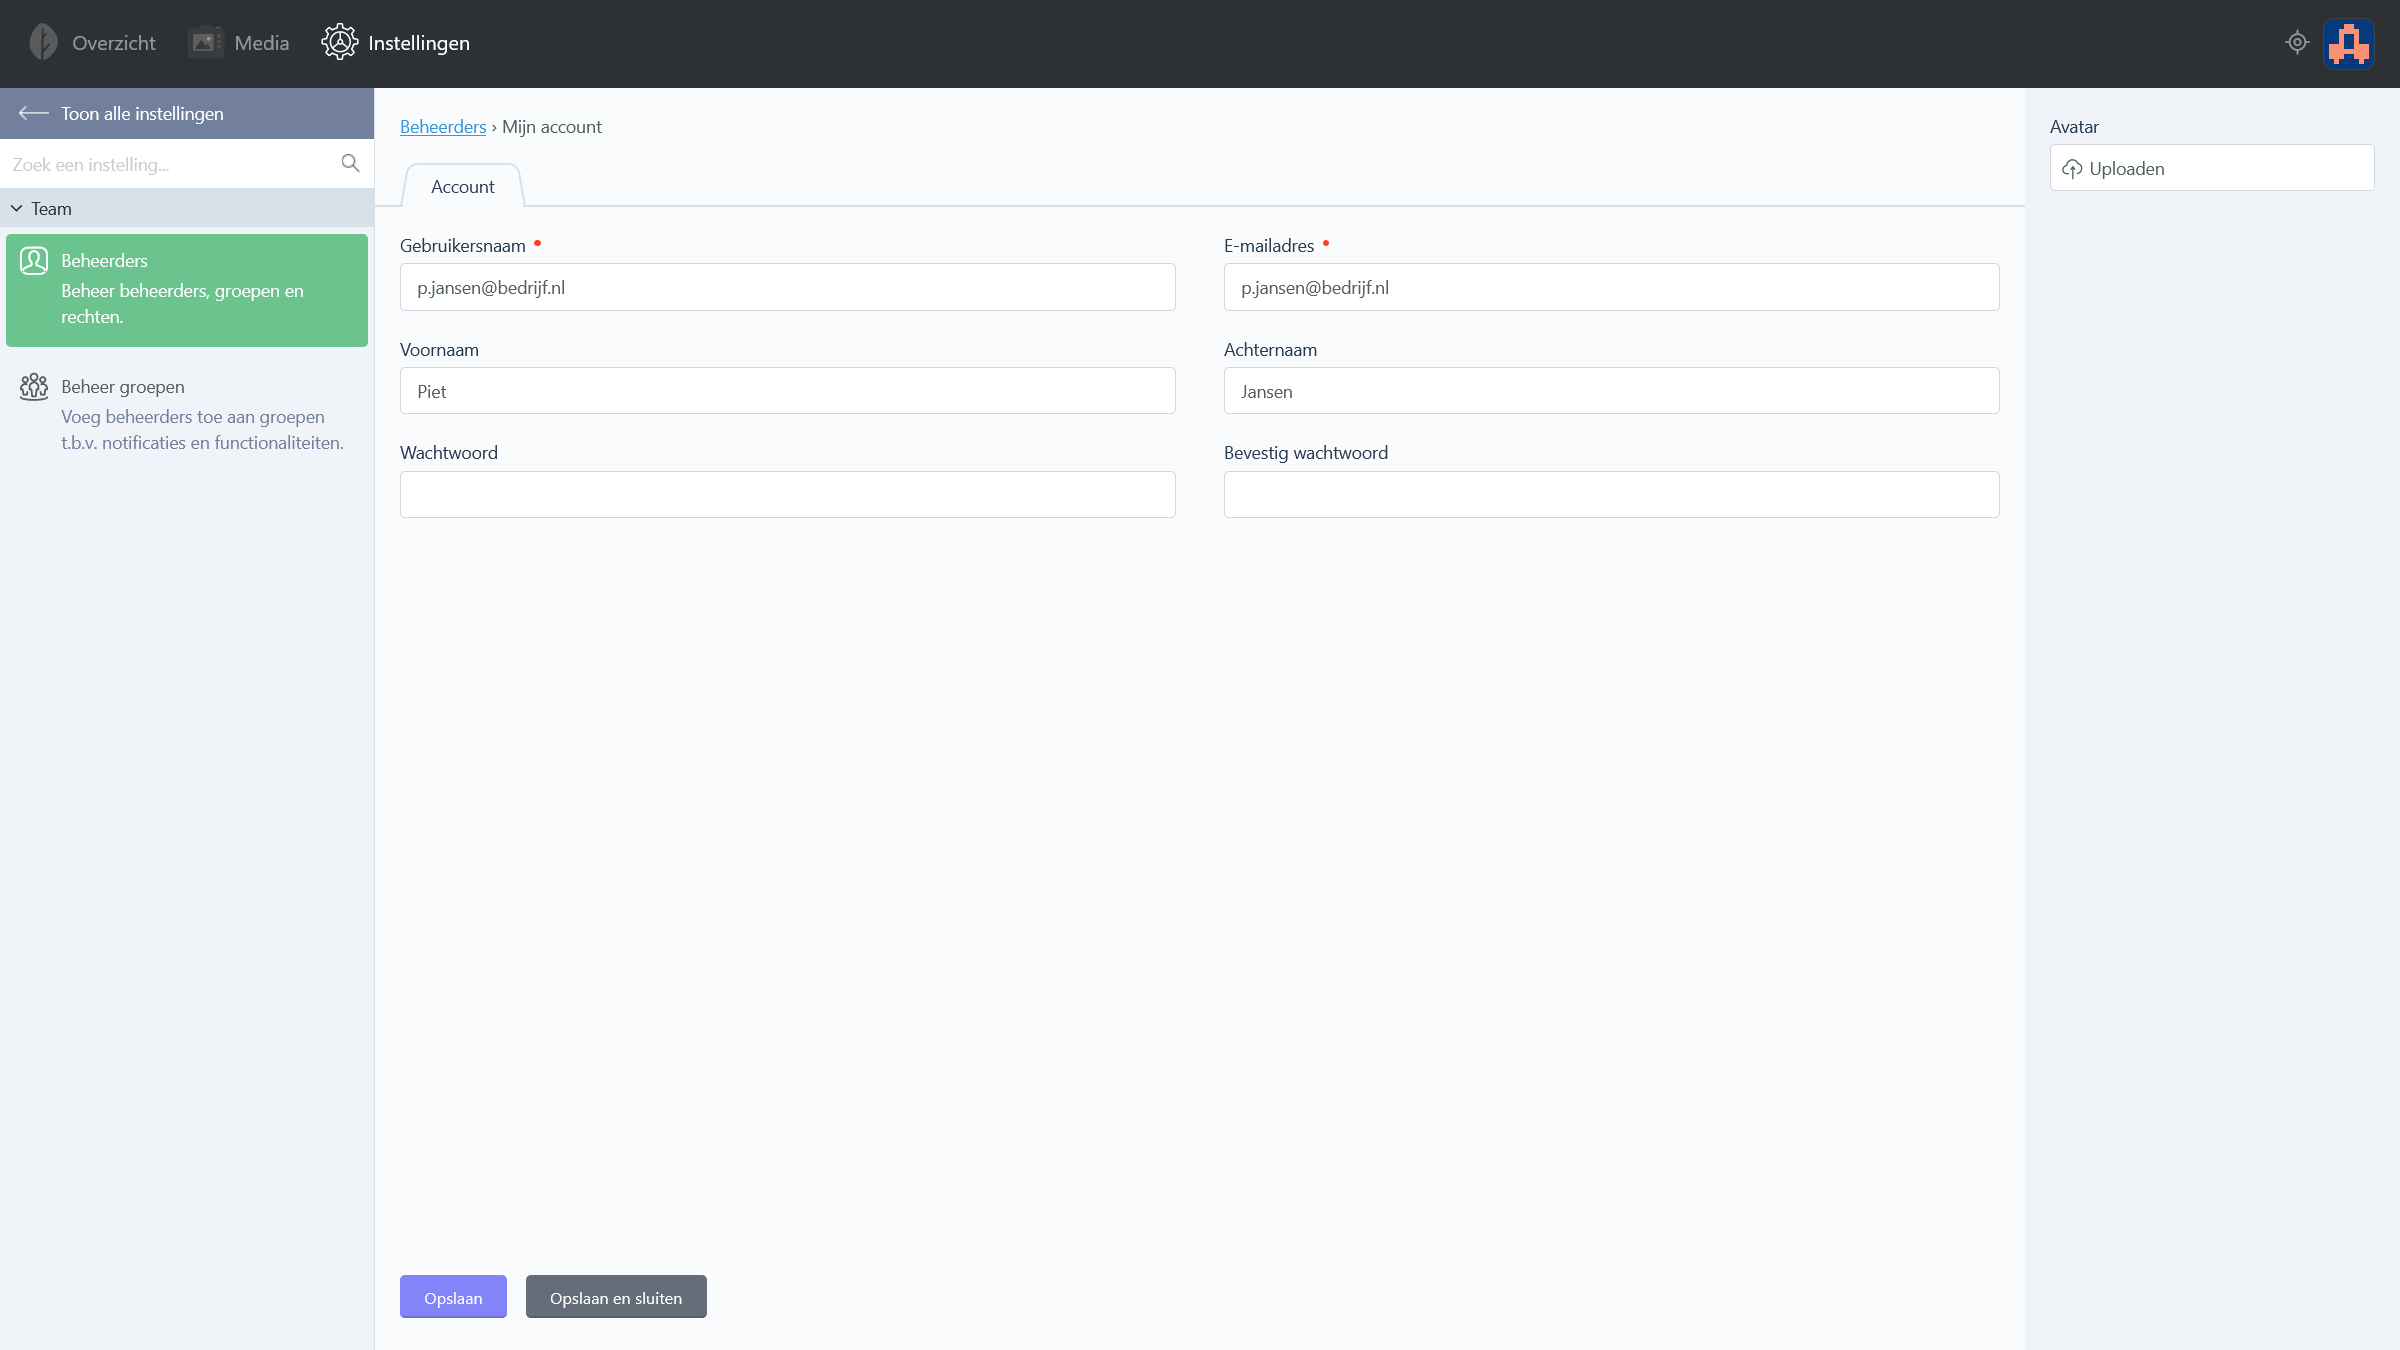 Overzicht
Media
Instellingen
Toon alle instellingen
Zoek een instelling...
Team
Beheerders
Beheer beheerders, groepen en
rechten.
Beheer groepen
Voeg beheerders toe aan groepen
t.b.v. notificaties en functionaliteiten.
Beheerders › Mijn account
Account
Gebruikersnaam
p.jansen@bedrijf.nl
E-mailadres
p.jansen@bedrijf.nl
Voornaam
Piet
Achternaam
Jansen
Wachtwoord
Bevestig wachtwoord
Opslaan
Opslaan en sluiten
Avatar
Uploaden